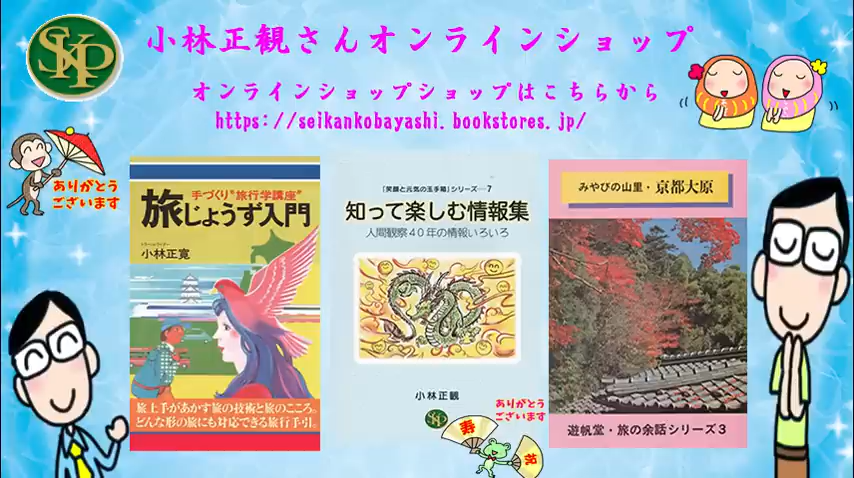 SKP
小林正観さんオンラインショップ
オンラインショップショップはこちらから
https://seikankobayashi.bookstores.jp/
ありがとう
ございます
手づくり"旅行学講座"
旅じょうず入門
小林正寛
旅上手があかす旅の技術と旅のこころ。
どんな形の旅にも対応できる旅行手引。
「笑顔と元気の玉手箱」シリーズ—7
知って楽しむ情報集
人間観察40年の情報いろいろ
小林正観
SKP
ありがとう
ございます
寿
祝
みやびの山里・京都大原
遊帆堂・旅の余話シリーズ3